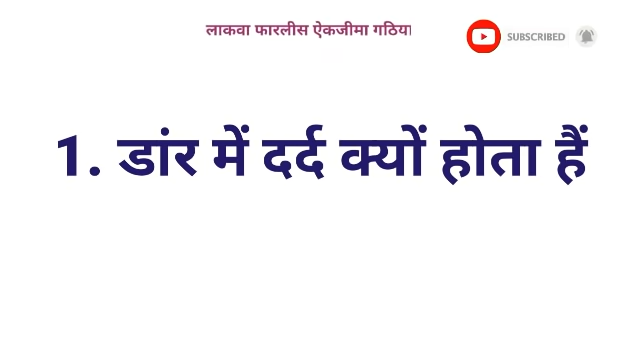 लाकवा फारलीस ऐकजीमा गठिया
SUBSCRIBED
1. डांर में दर्द क्यों होता हैं